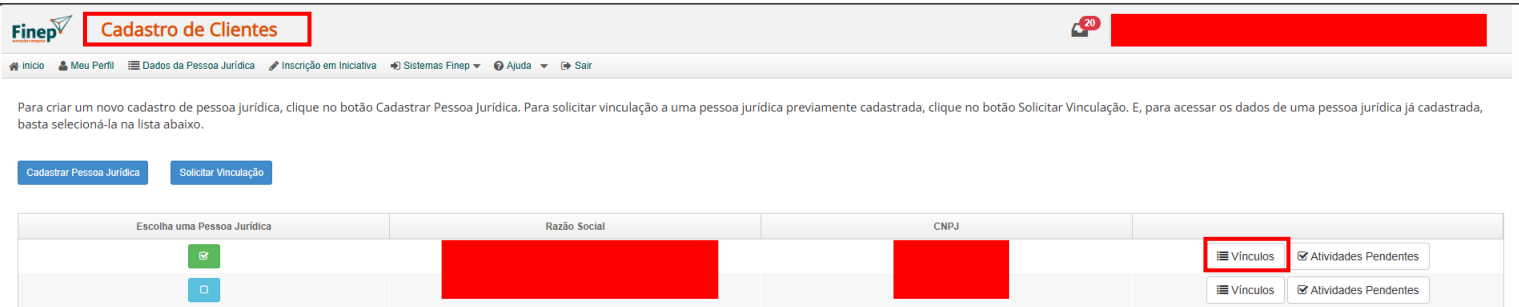 Finep
Cadastro de Clientes
20
inicio Meu Perfil Dados da Pessoa Jurídica Inscrição em Iniciativa Sistemas Finep Ajuda Sair
Para criar um novo cadastro de pessoa jurídica, clique no botão Cadastrar Pessoa Jurídica. Para solicitar vinculação a uma pessoa jurídica previamente cadastrada, clique no botão Solicitar Vinculação. E, para acessar os dados de uma pessoa jurídica já cadastrada,
basta selecioná-la na lista abaixo.
Cadastrar Pessoa Jurídica Solicitar Vinculação
Escolha uma Pessoa Jurídica Razão Social CNPJ
Vínculos Atividades Pendentes
Vínculos Atividades Pendentes